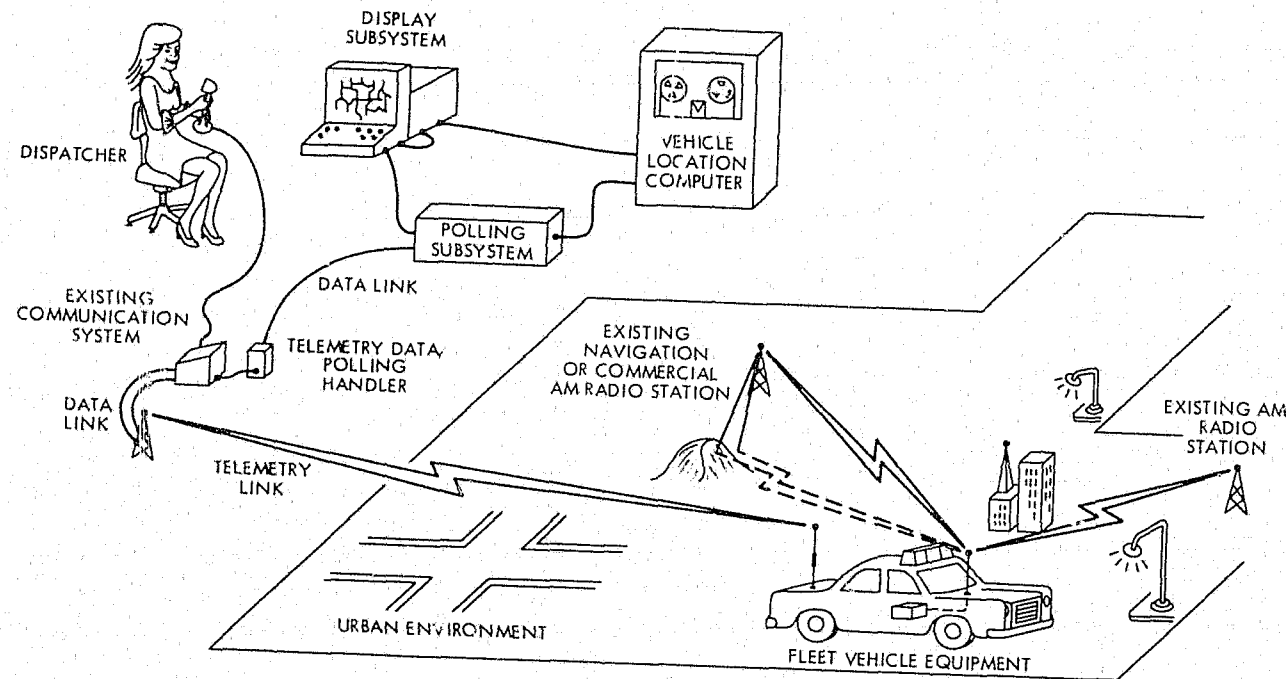 DISPLAY
SUBSYSTEM
DISPATCHER
VEHICLE
LOCATION
COMPUTER
POLLING
SUBSYSTEM
DATA LINK
EXISTING
COMMUNICATION
SYSTEM
TELEMETRY DATA,
POLLING
HANDLER
DATA
LINK
TELEMETRY
LINK
EXISTING
NAVIGATION
OR COMMERCIAL
AM RADIO STATION
EXISTING AM
RADIO
STATION
URBAN ENVIRONMENT
FLEET VEHICLE EQUIPMENT